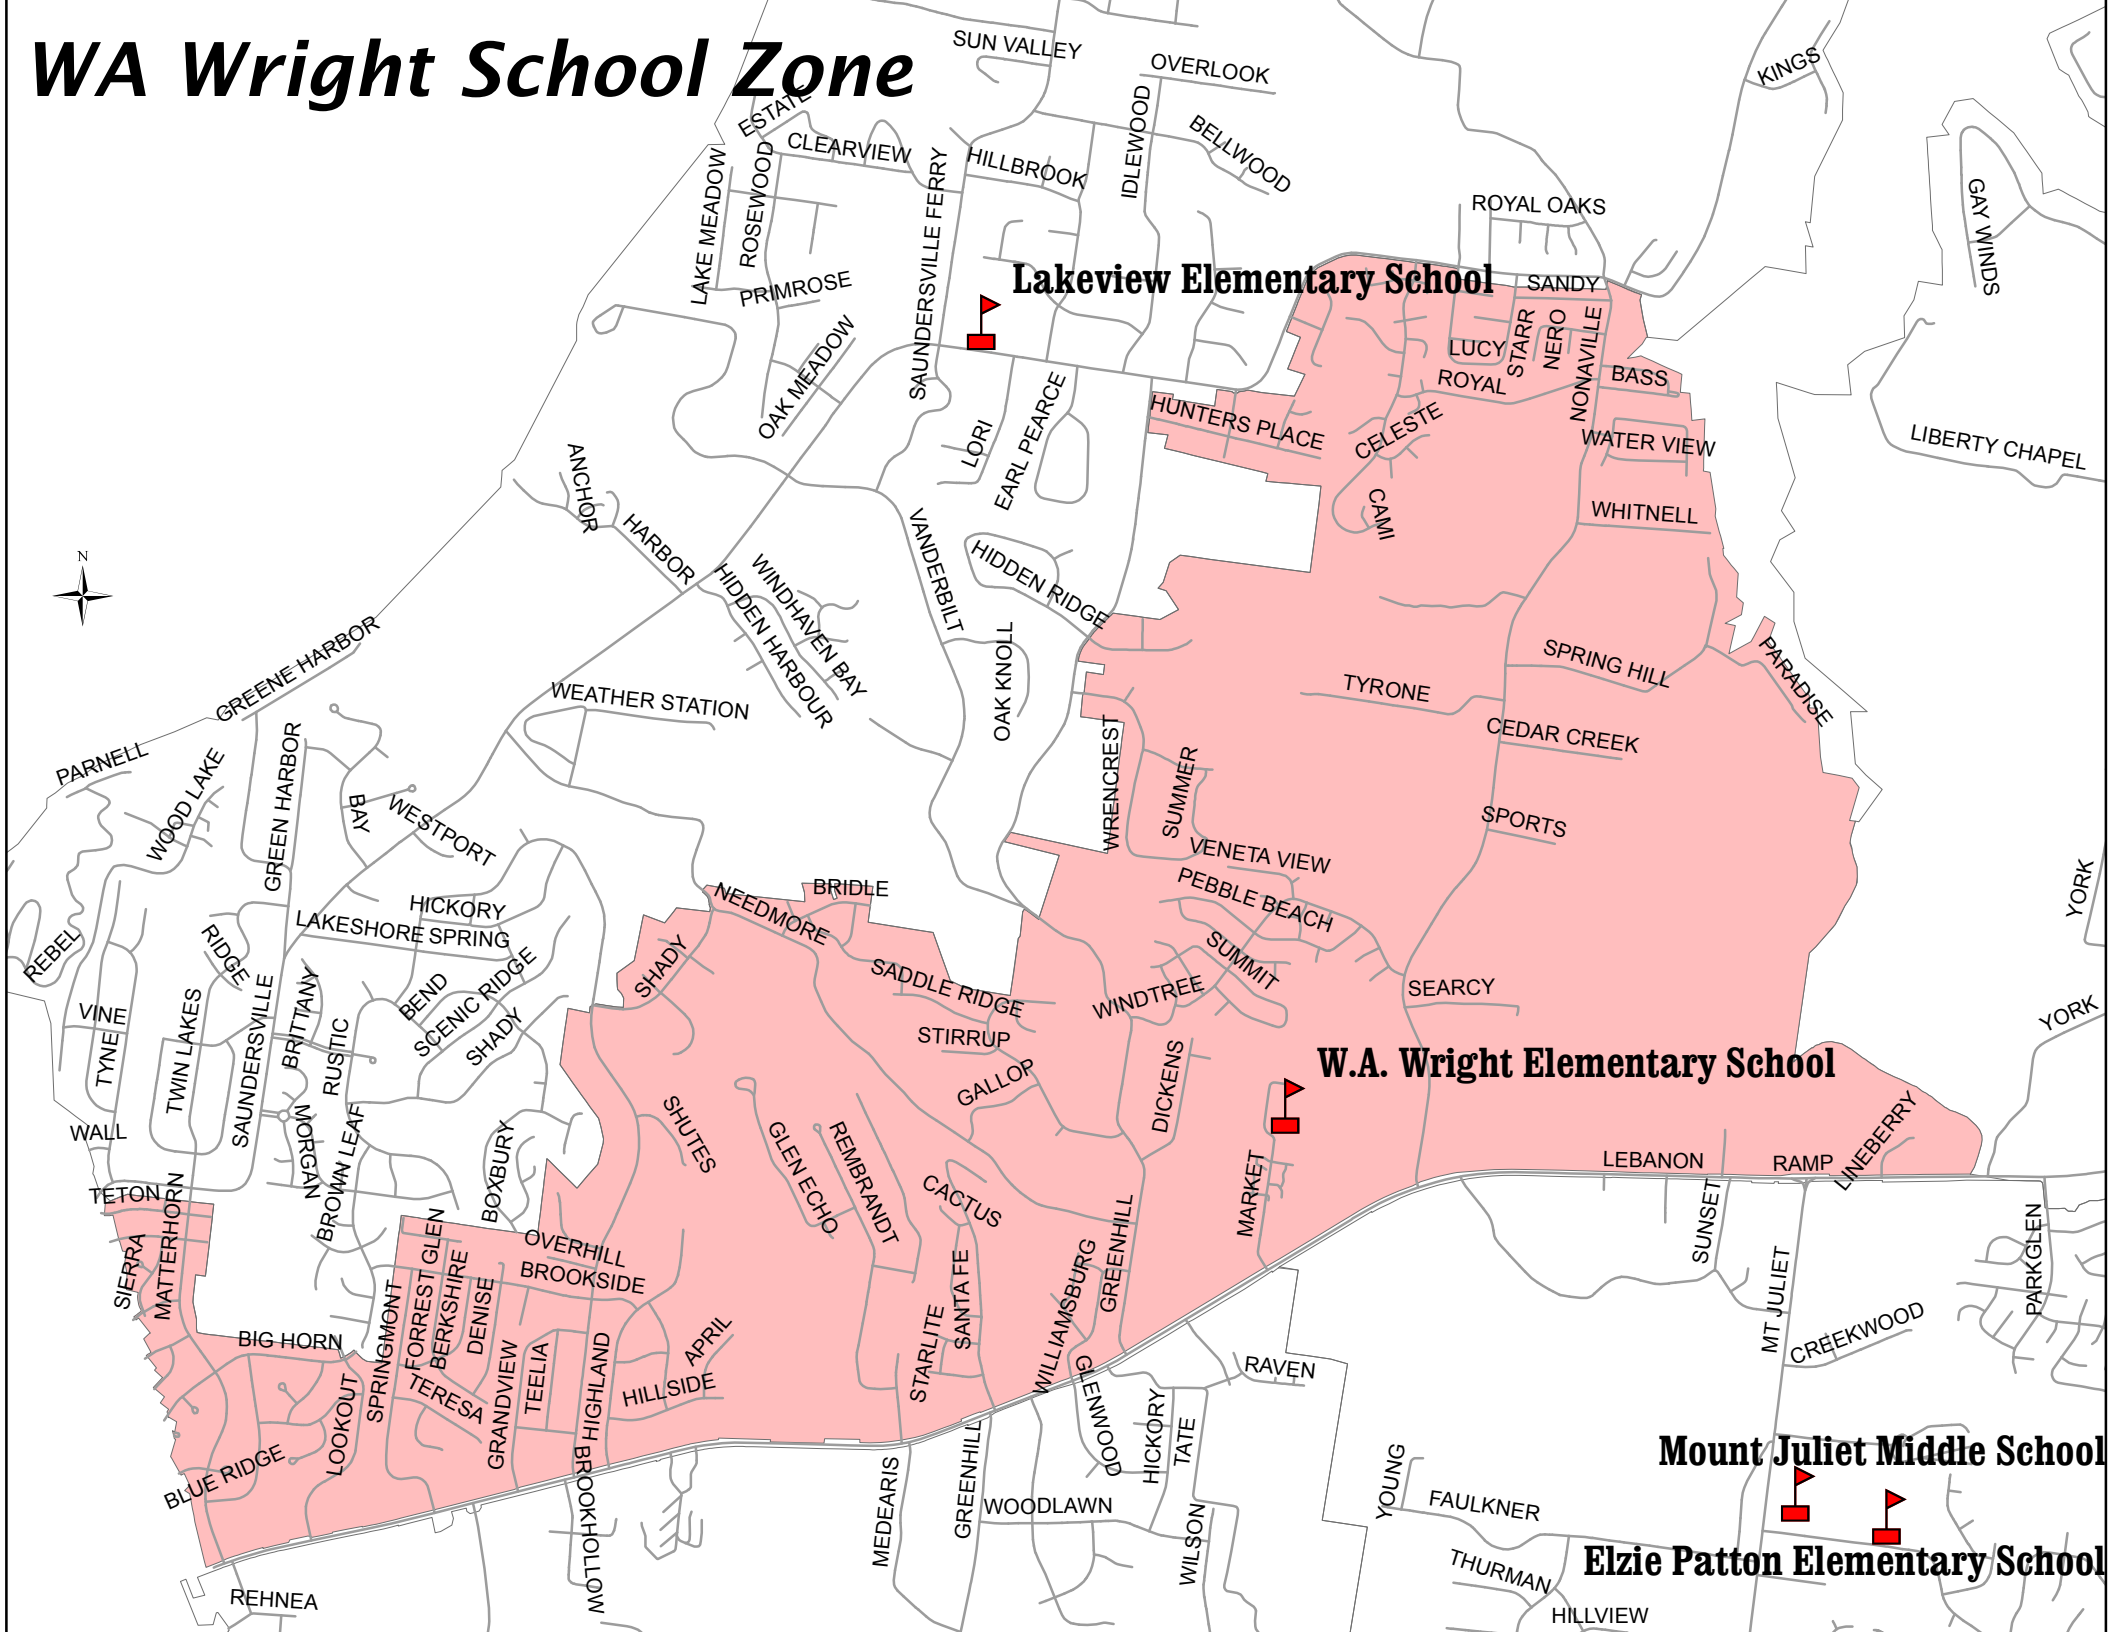 WA Wright School Zone
SUN VALLEY
OVERLOOK
KINGS
ESTATE
CLEARVIEW
HILLBROOK
IDLEWOOD
BELLWOOD
LAKE MEADOW
ROSEWOOD
SAUNDERSVILLE FERRY
ROYAL OAKS
GAY WINDS
PRIMROSE
Lakeview Elementary School
SANDY
OAK MEADOW
LUCY
STARR
NERO
NONAVILLE
BASS
ROYAL
HUNTERS PLACE
CELESTE
WATER VIEW
LIBERTY CHAPEL
LORI
EARL PEARCE
ANCHOR
HARBOR
CAMI
WHITNELL
VANDERBILT
HIDDEN RIDGE
N
HIDDEN HARBOUR
WINDHAVEN BAY
OAK KNOLL
GREENE HARBOR
WEATHER STATION
SPRING HILL
TYRONE
PARADISE
CEDAR CREEK
PARNELL
WOOD LAKE
GREEN HARBOR
BAY
WESTPORT
WRENCREST
SUMMER
SPORTS
VENETA VIEW
PEBBLE BEACH
YORK
HICKORY
LAKESHORE SPRING
NEEDMORE
BRIDLE
REBEL
RIDGE
SHADY
SADDLE RIDGE
SUMMIT
WINDTREE
SEARCY
YORK
VINE
TYNE
TWIN LAKES
SAUNDERSVILLE
BRITTANY
RUSTIC
BEND
SCENIC RIDGE
SHADY
STIRRUP
GALLOP
DICKENS
W.A. Wright Elementary School
WALL
MORGAN
BROWN LEAF
BOXBURY
SHUTES
GLEN ECHO
REMBRANDT
CACTUS
MARKET
LEBANON
RAMP
LINEBERRY
TETON
SIERRA
MATTERHORN
OVERHILL
BROOKSIDE
FORREST GLEN
BERKSHIRE
DENISE
SANTA FE
GREENHILL
WILLIAMSBURG
SUNSET
MT JULIET
PARKGLEN
BIG HORN
SPRINGMONT
GRANDVIEW
TEELIA
HIGHLAND
APRIL
HILLSIDE
STARLITE
CREEKWOOD
RAVEN
TERESA
LOOKOUT
BLUE RIDGE
GLENWOOD
HICKORY
TATE
BROOKHOLLOW
MEDEARIS
GREENHILL
WOODLAWN
WILSON
YOUNG
FAULKNER
Mount Juliet Middle School
Elzie Patton Elementary School
THURMAN
REHNEA
HILLVIEW